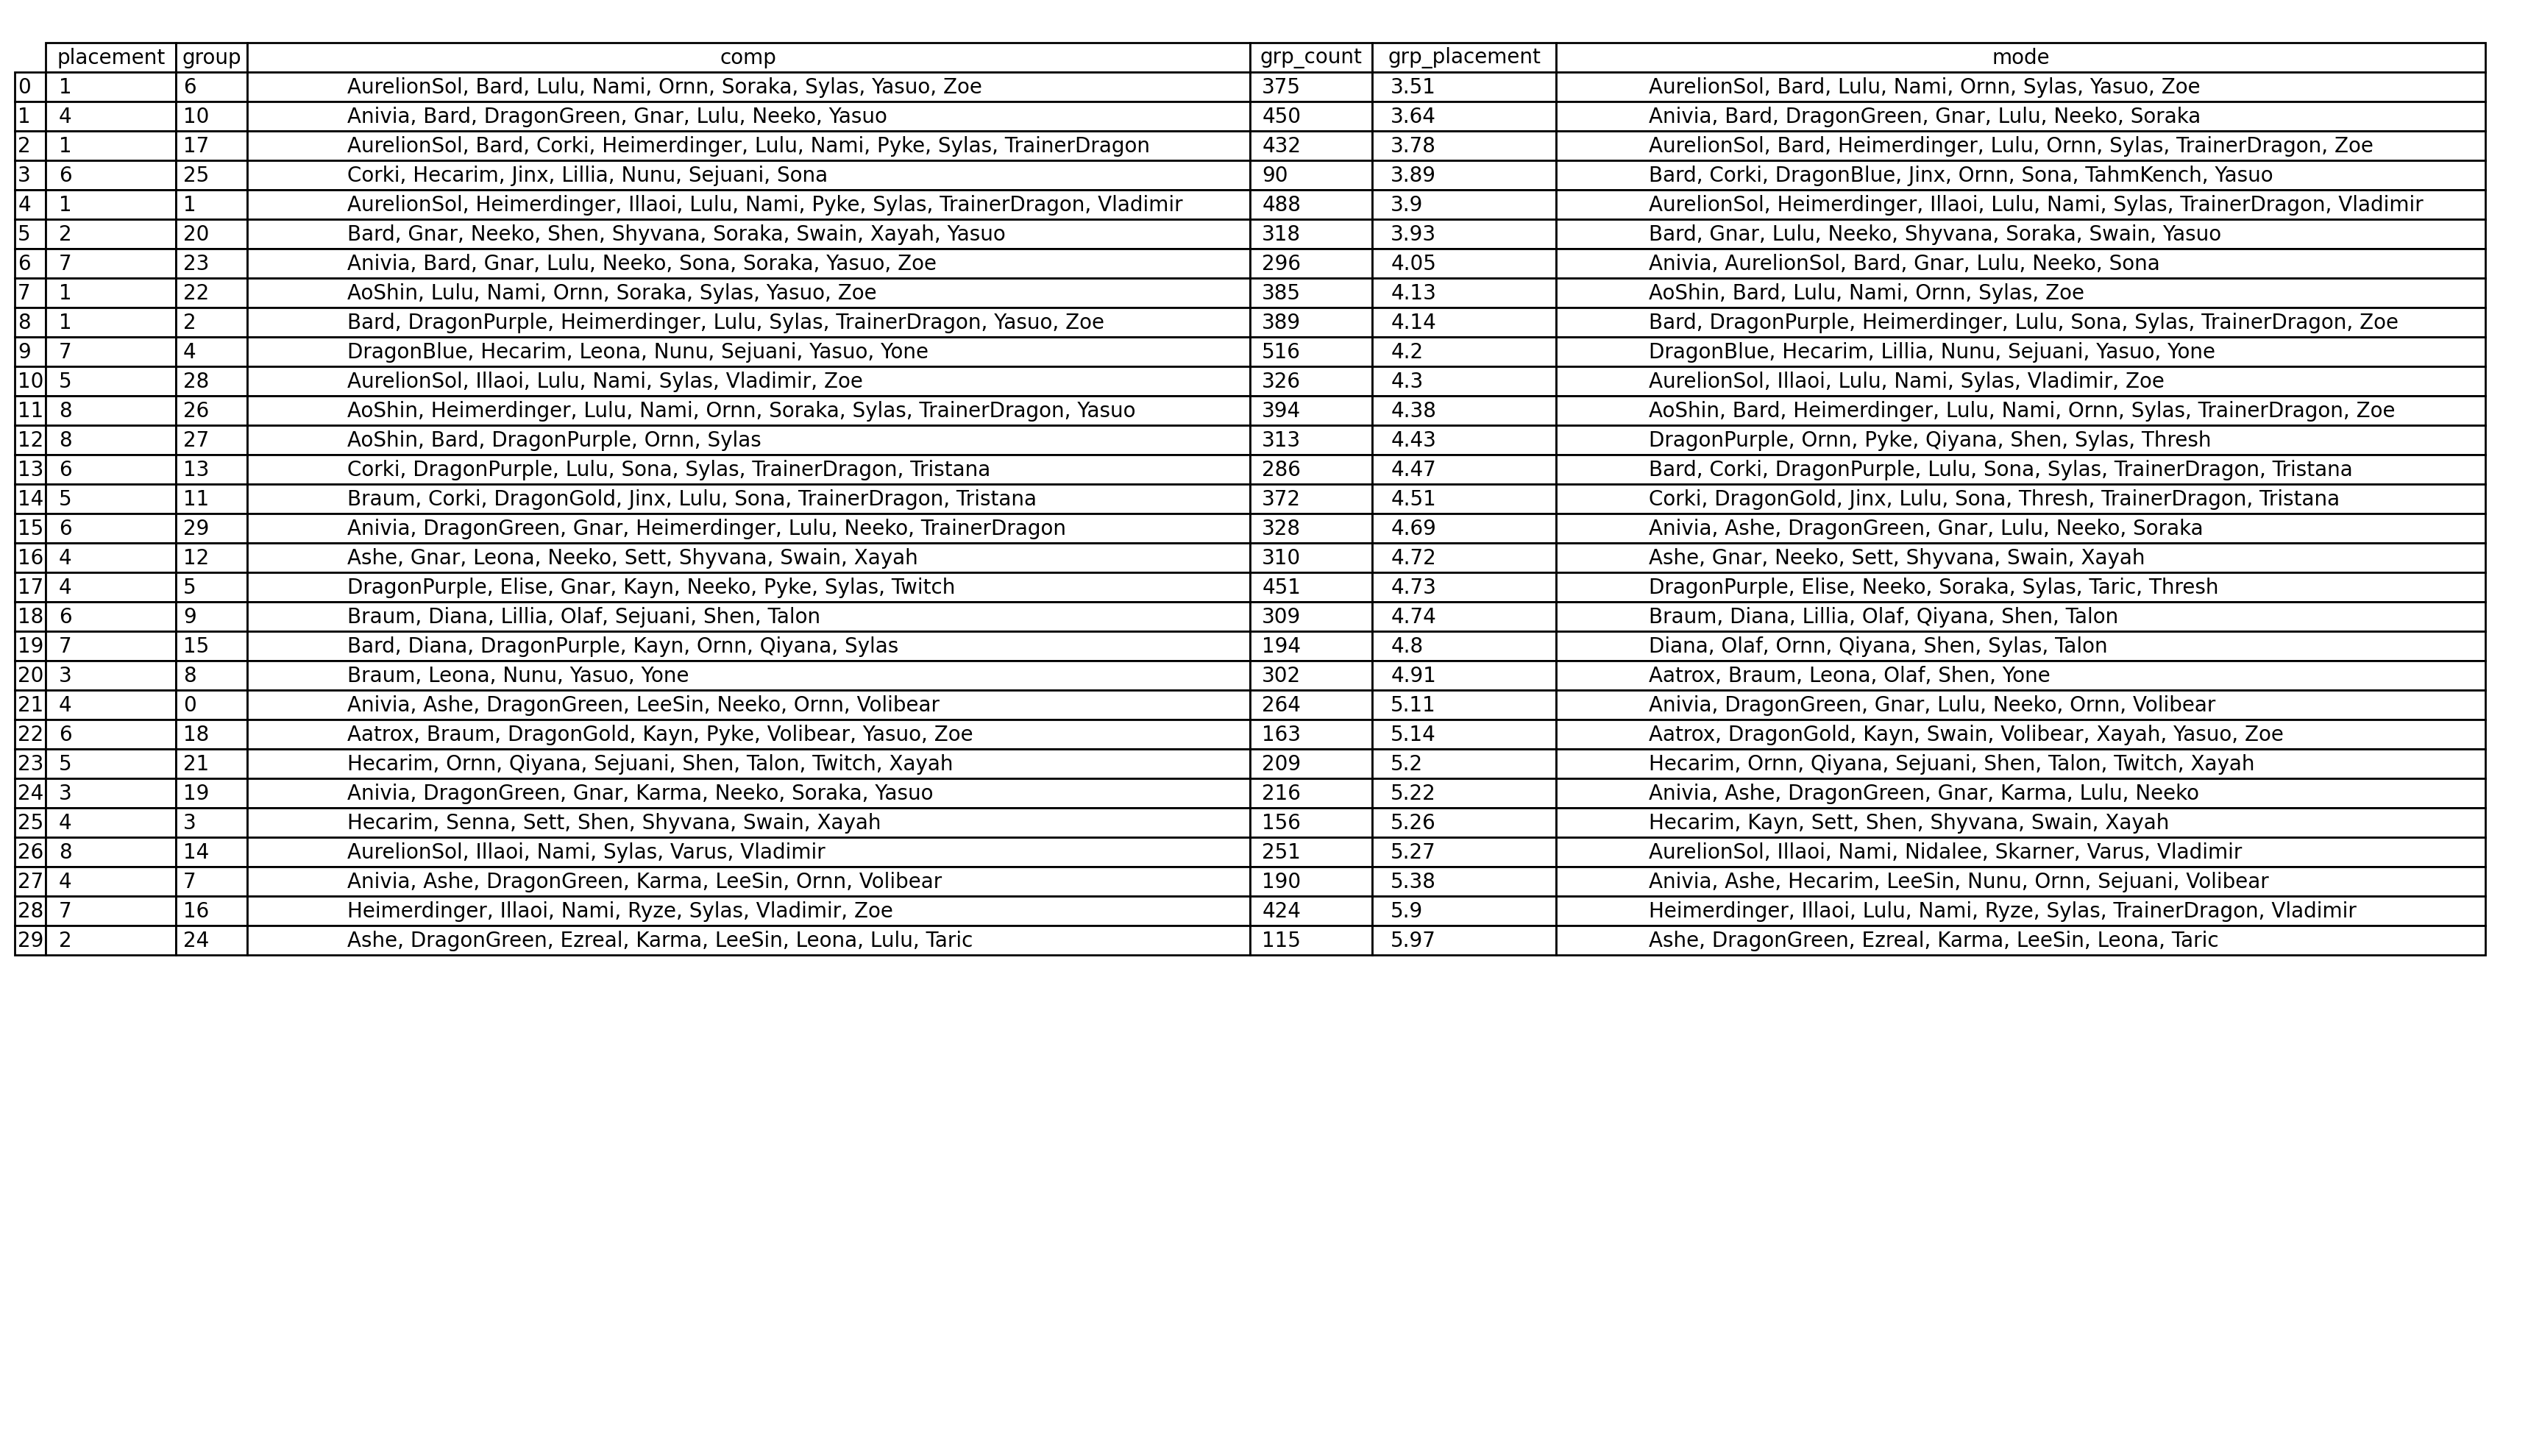 placement group comp grp_count grp_placement mode
0 1 6 AurelionSol, Bard, Lulu, Nami, Ornn, Soraka, Sylas, Yasuo, Zoe 375 3.51 AurelionSol, Bard, Lulu, Nami, Ornn, Sylas, Yasuo, Zoe
1 4 10 Anivia, Bard, DragonGreen, Gnar, Lulu, Neeko, Yasuo 450 3.64 Anivia, Bard, DragonGreen, Gnar, Lulu, Neeko, Soraka
2 1 17 AurelionSol, Bard, Corki, Heimerdinger, Lulu, Nami, Pyke, Sylas, TrainerDragon 432 3.78 AurelionSol, Bard, Heimerdinger, Lulu, Ornn, Sylas, TrainerDragon, Zoe
3 6 25 Corki, Hecarim, Jinx, Lillia, Nunu, Sejuani, Sona 90 3.89 Bard, Corki, DragonBlue, Jinx, Ornn, Sona, TahmKench, Yasuo
4 1 1 AurelionSol, Heimerdinger, Illaoi, Lulu, Nami, Pyke, Sylas, TrainerDragon, Vladimir 488 3.9 AurelionSol, Heimerdinger, Illaoi, Lulu, Nami, Sylas, TrainerDragon, Vladimir
5 2 20 Bard, Gnar, Neeko, Shen, Shyvana, Soraka, Swain, Xayah, Yasuo 318 3.93 Bard, Gnar, Lulu, Neeko, Shyvana, Soraka, Swain, Yasuo
6 7 23 Anivia, Bard, Gnar, Lulu, Neeko, Sona, Soraka, Yasuo, Zoe 296 4.05 Anivia, AurelionSol, Bard, Gnar, Lulu, Neeko, Sona
7 1 22 AoShin, Lulu, Nami, Ornn, Soraka, Sylas, Yasuo, Zoe 385 4.13 AoShin, Bard, Lulu, Nami, Ornn, Sylas, Zoe
8 1 2 Bard, DragonPurple, Heimerdinger, Lulu, Sylas, TrainerDragon, Yasuo, Zoe 389 4.14 Bard, DragonPurple, Heimerdinger, Lulu, Sona, Sylas, TrainerDragon, Zoe
9 7 4 DragonBlue, Hecarim, Leona, Nunu, Sejuani, Yasuo, Yone 516 4.2 DragonBlue, Hecarim, Lillia, Nunu, Sejuani, Yasuo, Yone
10 5 28 AurelionSol, Illaoi, Lulu, Nami, Sylas, Vladimir, Zoe 326 4.3 AurelionSol, Illaoi, Lulu, Nami, Sylas, Vladimir, Zoe
11 8 26 AoShin, Heimerdinger, Lulu, Nami, Ornn, Soraka, Sylas, TrainerDragon, Yasuo 394 4.38 AoShin, Bard, Heimerdinger, Lulu, Nami, Ornn, Sylas, TrainerDragon, Zoe
12 8 27 AoShin, Bard, DragonPurple, Ornn, Sylas 313 4.43 DragonPurple, Ornn, Pyke, Qiyana, Shen, Sylas, Thresh
13 6 13 Corki, DragonPurple, Lulu, Sona, Sylas, TrainerDragon, Tristana 286 4.47 Bard, Corki, DragonPurple, Lulu, Sona, Sylas, TrainerDragon, Tristana
14 5 11 Braum, Corki, DragonGold, Jinx, Lulu, Sona, TrainerDragon, Tristana 372 4.51 Corki, DragonGold, Jinx, Lulu, Sona, Thresh, TrainerDragon, Tristana
15 6 29 Anivia, DragonGreen, Gnar, Heimerdinger, Lulu, Neeko, TrainerDragon 328 4.69 Anivia, Ashe, DragonGreen, Gnar, Lulu, Neeko, Soraka
16 4 12 Ashe, Gnar, Leona, Neeko, Sett, Shyvana, Swain, Xayah 310 4.72 Ashe, Gnar, Neeko, Sett, Shyvana, Swain, Xayah
17 4 5 DragonPurple, Elise, Gnar, Kayn, Neeko, Pyke, Sylas, Twitch 451 4.73 DragonPurple, Elise, Neeko, Soraka, Sylas, Taric, Thresh
18 6 9 Braum, Diana, Lillia, Olaf, Sejuani, Shen, Talon 309 4.74 Braum, Diana, Lillia, Olaf, Qiyana, Shen, Talon
19 7 15 Bard, Diana, DragonPurple, Kayn, Ornn, Qiyana, Sylas 194 4.8 Diana, Olaf, Ornn, Qiyana, Shen, Sylas, Talon
20 3 8 Braum, Leona, Nunu, Yasuo, Yone 302 4.91 Aatrox, Braum, Leona, Olaf, Shen, Yone
21 4 0 Anivia, Ashe, DragonGreen, LeeSin, Neeko, Ornn, Volibear 264 5.11 Anivia, DragonGreen, Gnar, Lulu, Neeko, Ornn, Volibear
22 6 18 Aatrox, Braum, DragonGold, Kayn, Pyke, Volibear, Yasuo, Zoe 163 5.14 Aatrox, DragonGold, Kayn, Swain, Volibear, Xayah, Yasuo, Zoe
23 5 21 Hecarim, Ornn, Qiyana, Sejuani, Shen, Talon, Twitch, Xayah 209 5.2 Hecarim, Ornn, Qiyana, Sejuani, Shen, Talon, Twitch, Xayah
24 3 19 Anivia, DragonGreen, Gnar, Karma, Neeko, Soraka, Yasuo 216 5.22 Anivia, Ashe, DragonGreen, Gnar, Karma, Lulu, Neeko
25 4 3 Hecarim, Senna, Sett, Shen, Shyvana, Swain, Xayah 156 5.26 Hecarim, Kayn, Sett, Shen, Shyvana, Swain, Xayah
26 8 14 AurelionSol, Illaoi, Nami, Sylas, Varus, Vladimir 251 5.27 AurelionSol, Illaoi, Nami, Nidalee, Skarner, Varus, Vladimir
27 4 7 Anivia, Ashe, DragonGreen, Karma, LeeSin, Ornn, Volibear 190 5.38 Anivia, Ashe, Hecarim, LeeSin, Nunu, Ornn, Sejuani, Volibear
28 7 16 Heimerdinger, Illaoi, Nami, Ryze, Sylas, Vladimir, Zoe 424 5.9 Heimerdinger, Illaoi, Lulu, Nami, Ryze, Sylas, TrainerDragon, Vladimir
29 2 24 Ashe, DragonGreen, Ezreal, Karma, LeeSin, Leona, Lulu, Taric 115 5.97 Ashe, DragonGreen, Ezreal, Karma, LeeSin, Leona, Taric